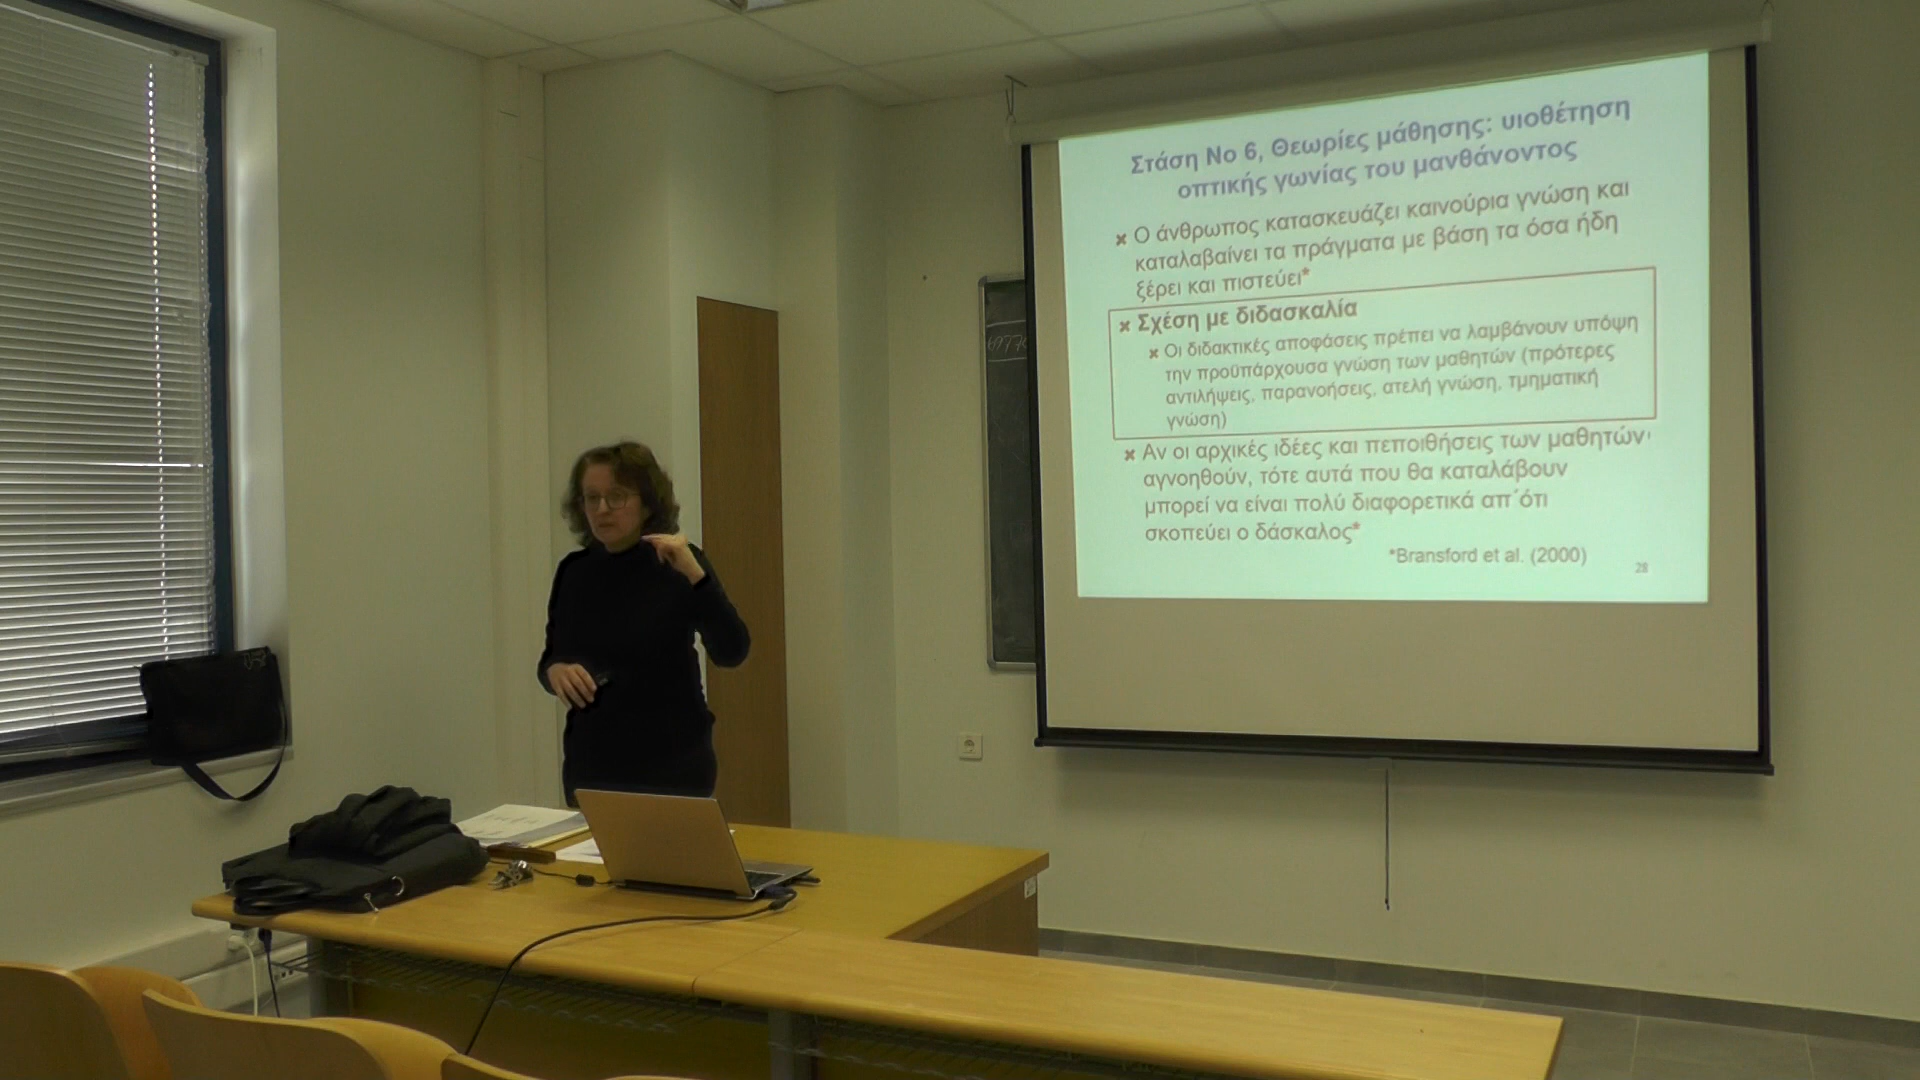 Στάση Νο 6, Θεωρίες μάθησης: υιοθέτηση
οπτικής γωνίας του μανθάνοντος
Ο άνθρωπος κατασκευάζει καινούρια γνώση και
καταλαβαίνει τα πράγματα με βάση τα όσα ήδη
ξέρει και πιστεύει*
Σχέση με διδασκαλία
Οι διδακτικές αποφάσεις πρέπει να λαμβάνουν υπόψη
την προϋπάρχουσα γνώση των μαθητών (πρότερες
αντιλήψεις, παρανοήσεις, ατελή γνώση, τμηματική
γνώση)
Αν οι αρχικές ιδέες και πεποιθήσεις των μαθητών
αγνοηθούν, τότε αυτά που θα καταλάβουν
μπορεί να είναι πολύ διαφορετικά απ΄ότι
σκοπεύει ο δάσκαλος*
*Bransford et al. (2000)
28